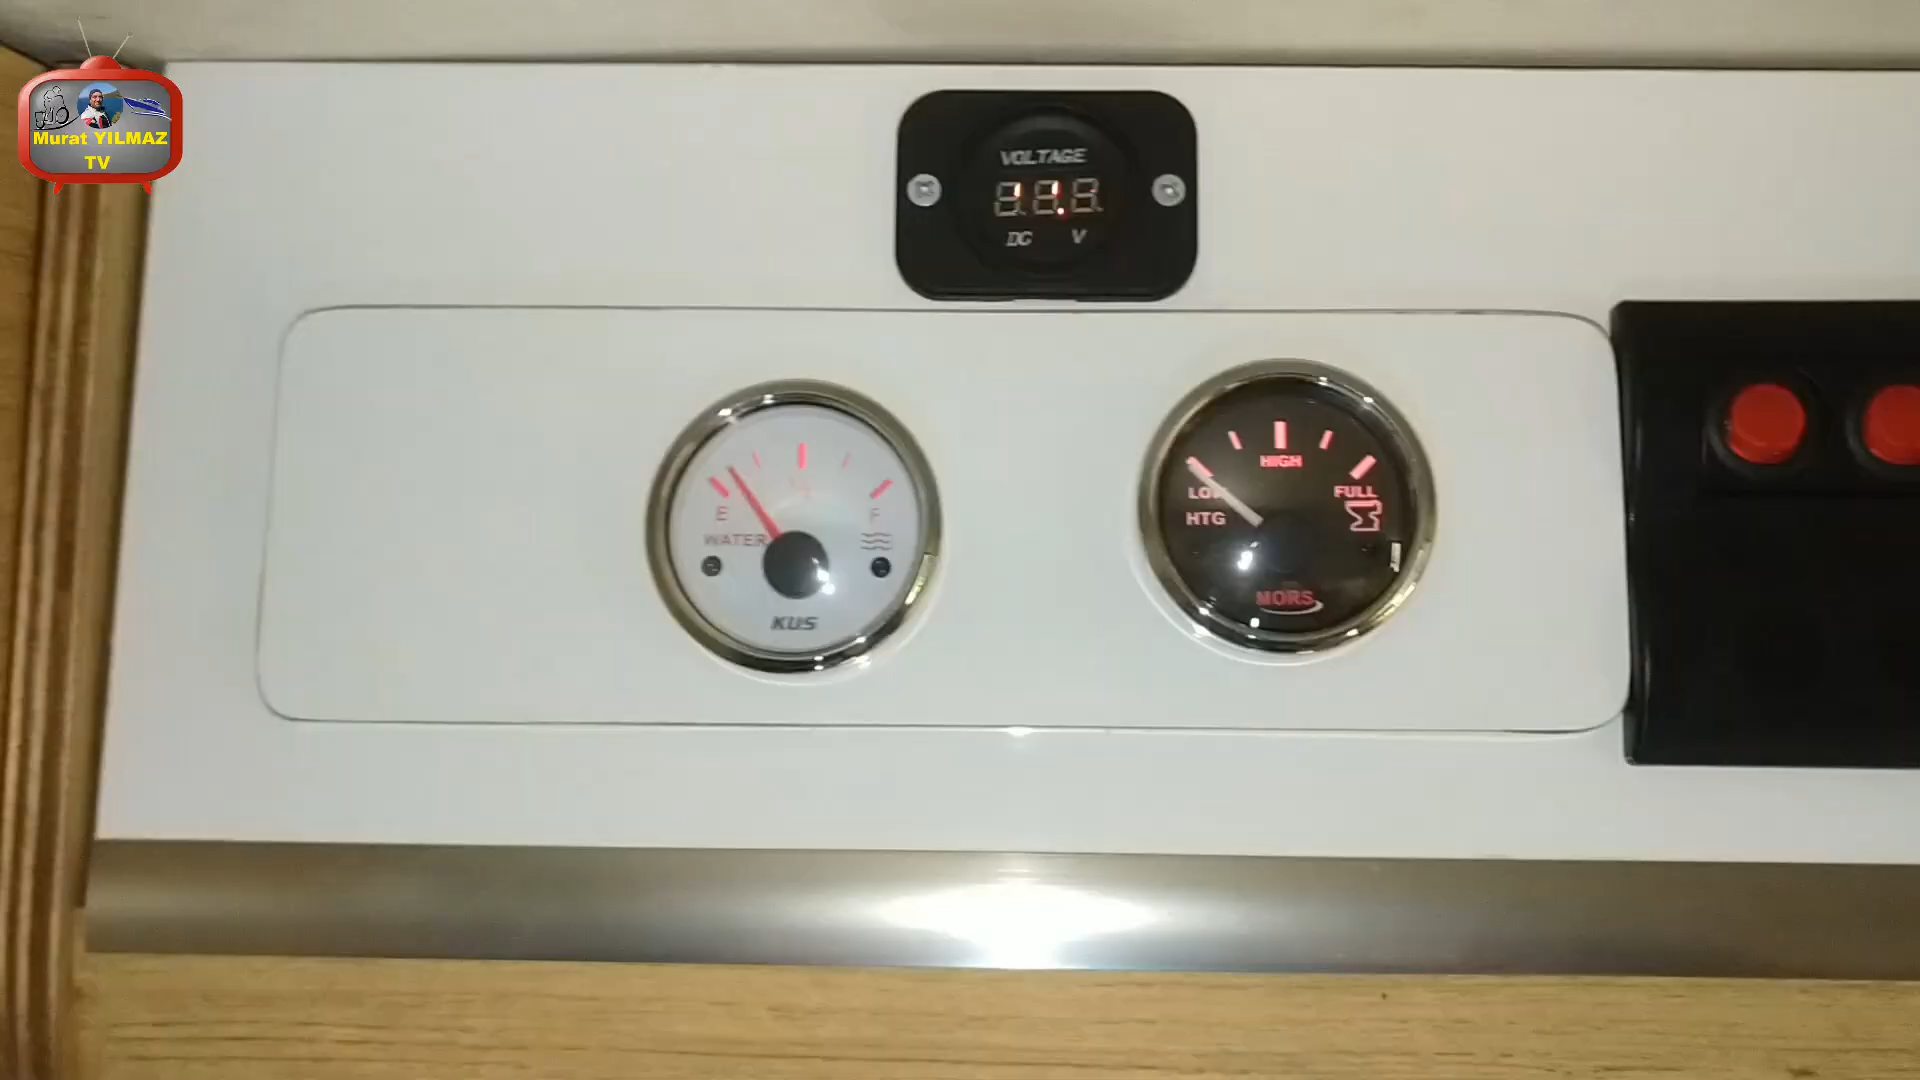 Murat YILMAZ
TV
VOLTAGE
DC V
E
F
WATER
KUS
HIGH
LOW
FULL
HTG
MORS